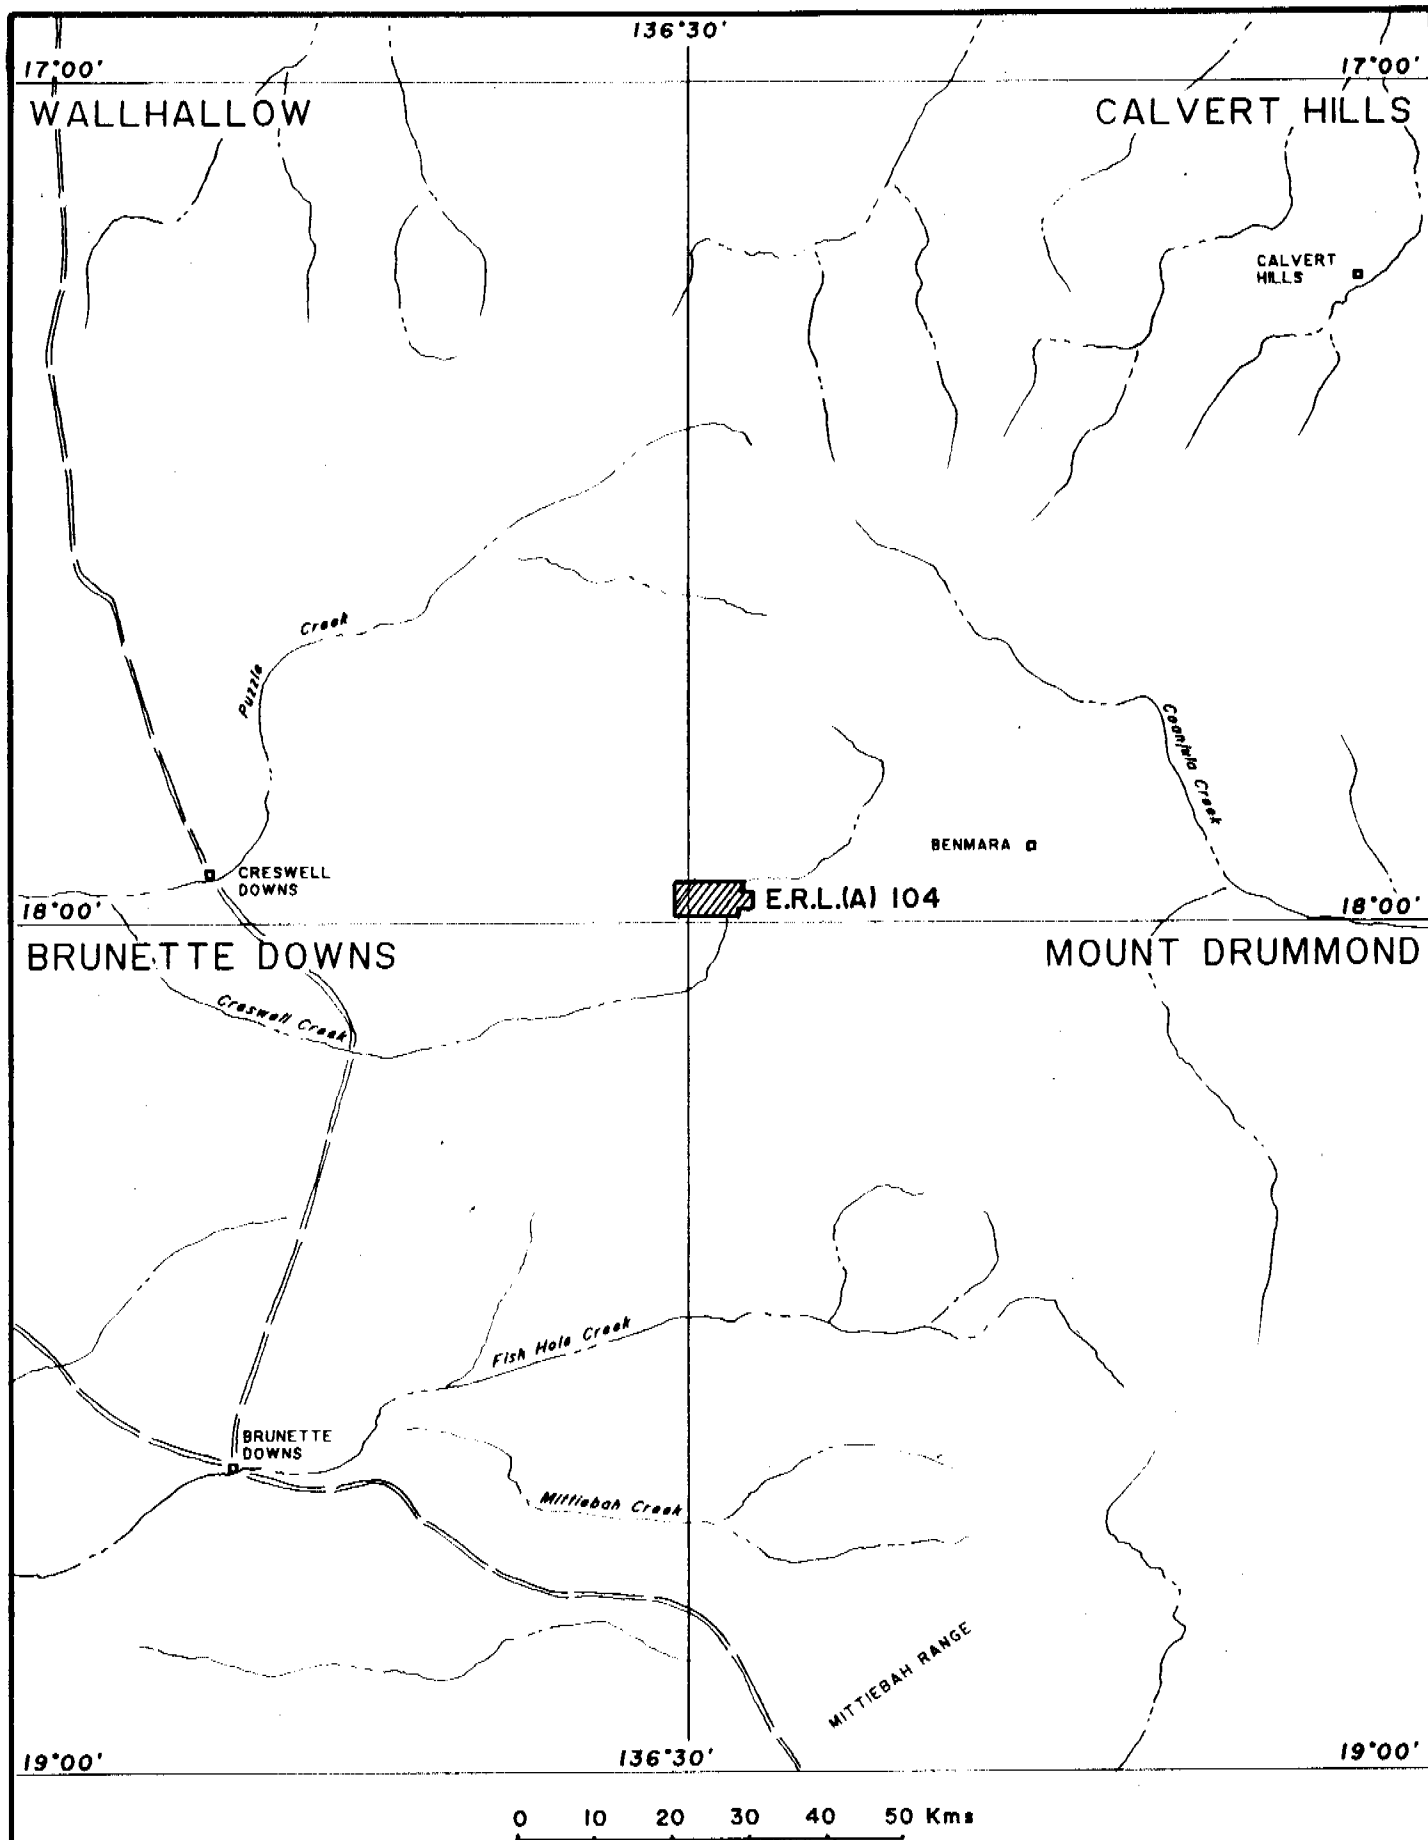 136°30'
17°00' 17°00'
WALLHALLOW
CALVERT HILLS
CALVERT
HILLS
Creek
Puzzle
Coanjula Creek
BENMARA
CRESWELL
DOWNS
E.R.L.(A) 104
18°00' 18°00'
BRUNETTE DOWNS
MOUNT DRUMMOND
Creswell Creek
Fish Hole Creek
BRUNETTE
DOWNS
Mittiebah Creek
MITTIEBAH RANGE
19°00' 136°30' 19°00'
0 10 20 30 40 50 Kms